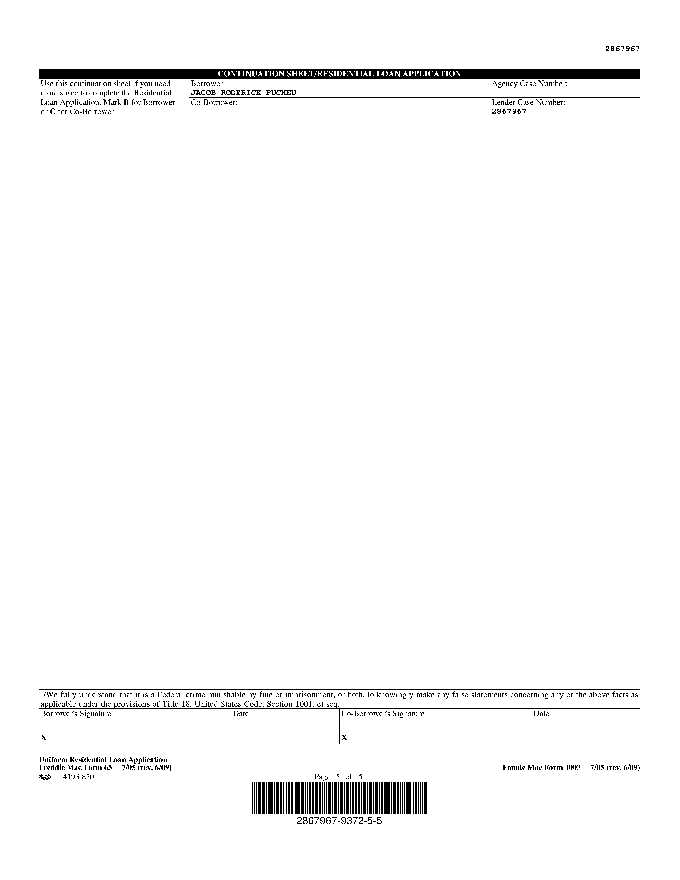 2867967
CONTINUATION SHEET/RESIDENTIAL LOAN APPLICATION
Use this continuation sheet if you need
more space to complete the Residential
Loan Application. Mark B for Borrower
or C for Co-Borrower.
Borrower:
JACOB RODERICK
Agency Case Number:
Co-Borrower:
Lender Case Number:
2867967
I/We fully understand that it is a Federal crime punishable by fine or imprisonment, or both, to knowingly make any false statements concerning any of the above facts as
applicable under the provisions of Title 18, United States Code, Section 1001, et seq.
Borrower's Signature Date Co-Borrower's Signature Date
X X
Uniform Residential Loan Application
Freddie Mac Form 65 7/05 (rev. 6/09) Fannie Mae Form 1003 7/05 (rev. 6/09)
Page 5 of 5
2867967-9372-5-5